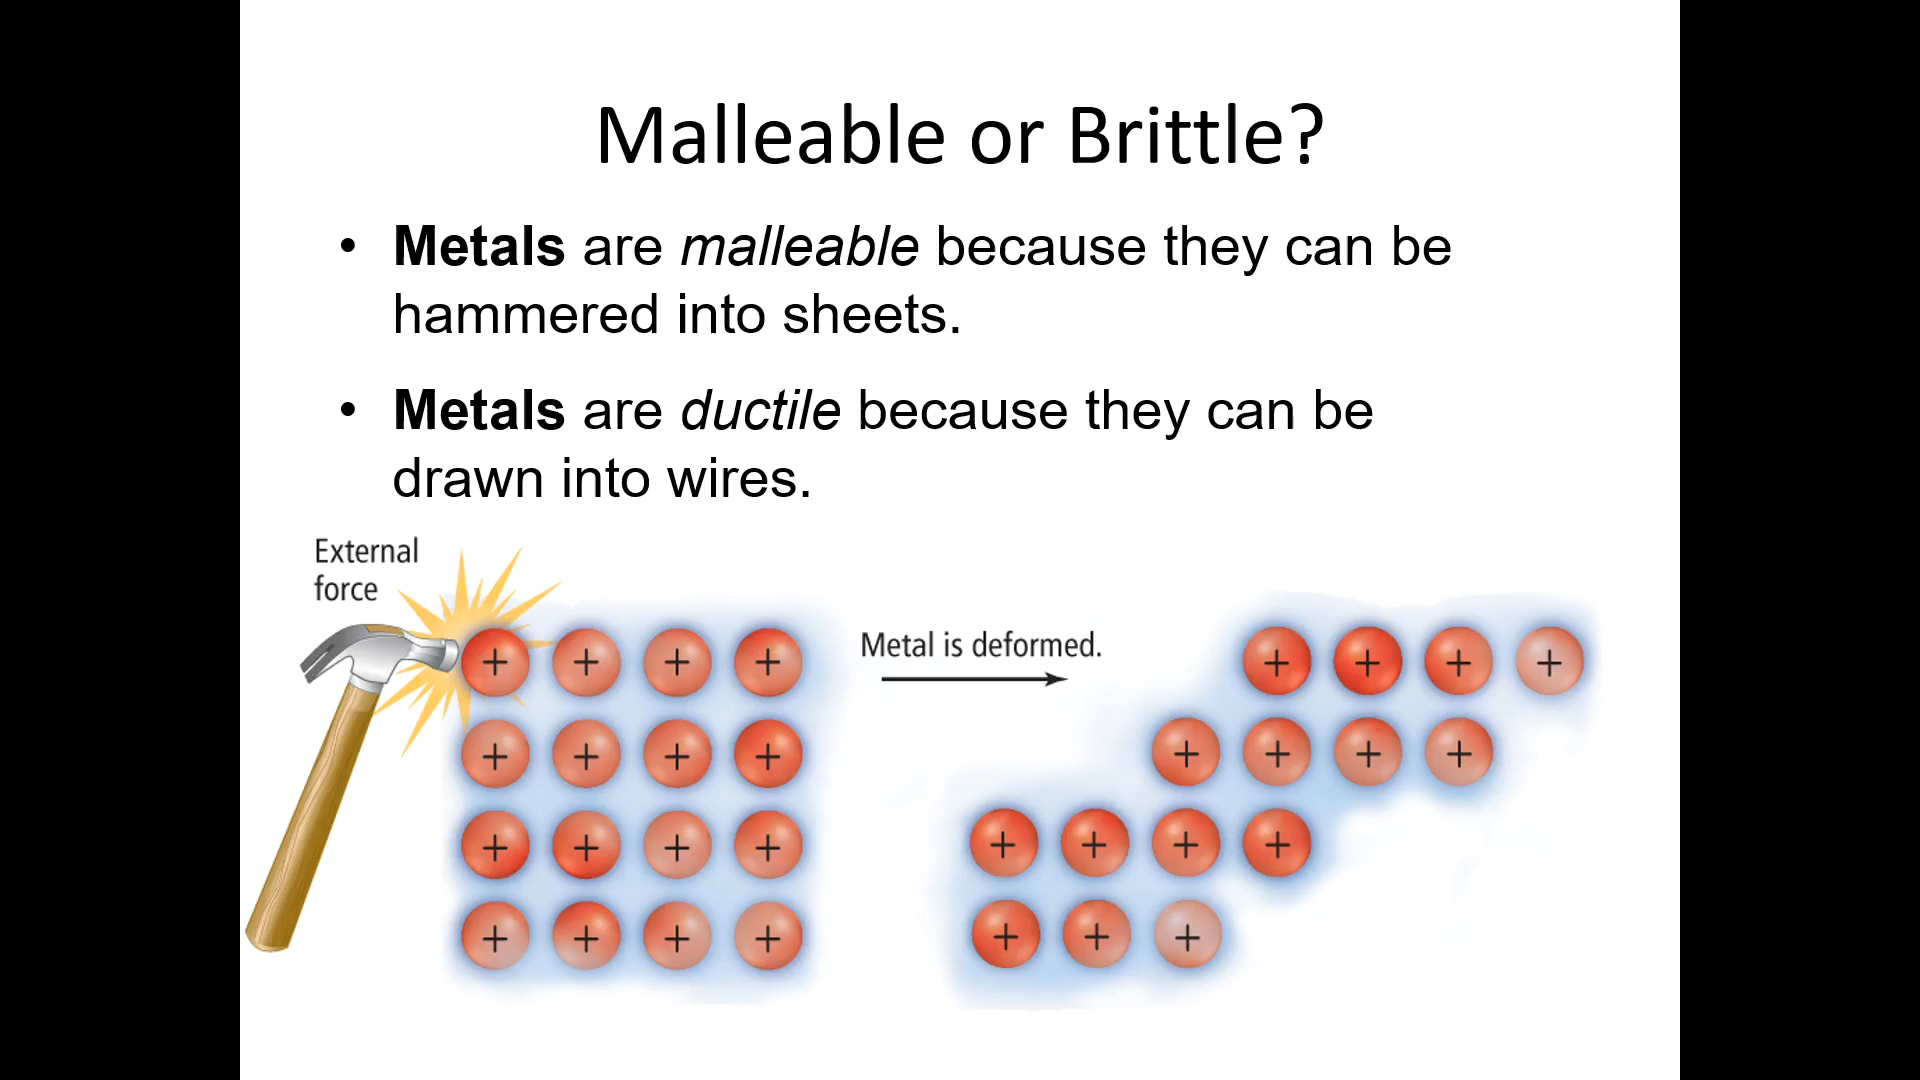 Malleable or Brittle?
• Metals are malleable because they can be
hammered into sheets.
• Metals are ductile because they can be
drawn into wires.
External
force
Metal is deformed.
+ + + +
+ + + +
+ + + +
+ + + +
+ + + +
+ + + +
+ + + +
+ + +